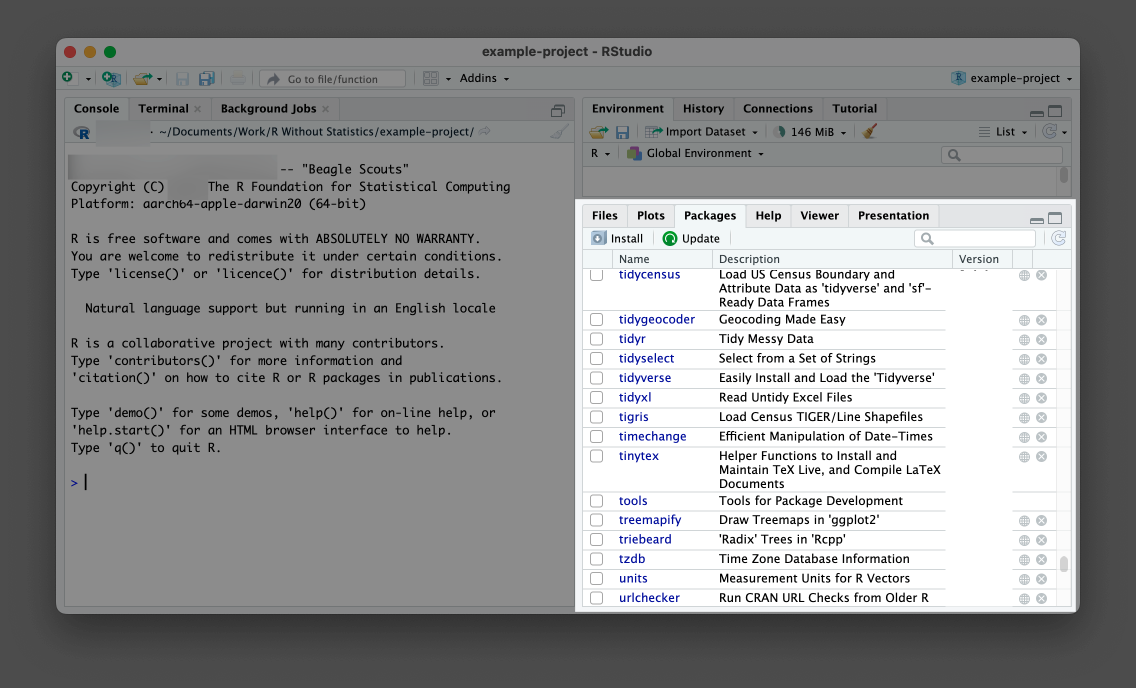 example-project - RStudio
Go to file/function
Addins
example-project
Console Terminal Background Jobs
· ~/Documents/Work/R Without Statistics/example-project/
-- "Beagle Scouts"
Copyright (C) The R Foundation for Statistical Computing
Platform: aarch64-apple-darwin20 (64-bit)
R is free software and comes with ABSOLUTELY NO WARRANTY.
You are welcome to redistribute it under certain conditions.
Type 'license()' or 'licence()' for distribution details.
Natural language support but running in an English locale
R is a collaborative project with many contributors.
Type 'contributors()' for more information and
'citation()' on how to cite R or R packages in publications.
Type 'demo()' for some demos, 'help()' for on-line help, or
'help.start()' for an HTML browser interface to help.
Type 'q()' to quit R.
>
Environment History Connections Tutorial
Import Dataset 146 MiB List
R Global Environment
Files Plots Packages Help Viewer Presentation
Install Update
Name Description Version
tidycensus Load US Census Boundary and
Attribute Data as 'tidyverse' and 'sf'-
Ready Data Frames
tidygeocoder Geocoding Made Easy
tidyr Tidy Messy Data
tidyselect Select from a Set of Strings
tidyverse Easily Install and Load the 'Tidyverse'
tidyxl Read Untidy Excel Files
tigris Load Census TIGER/Line Shapefiles
timechange Efficient Manipulation of Date-Times
tinytex Helper Functions to Install and
Maintain TeX Live, and Compile LaTeX
Documents
tools Tools for Package Development
treemapify Draw Treemaps in 'ggplot2'
triebeard 'Radix' Trees in 'Rcpp'
tzdb Time Zone Database Information
units Measurement Units for R Vectors
urlchecker Run CRAN URL Checks from Older R